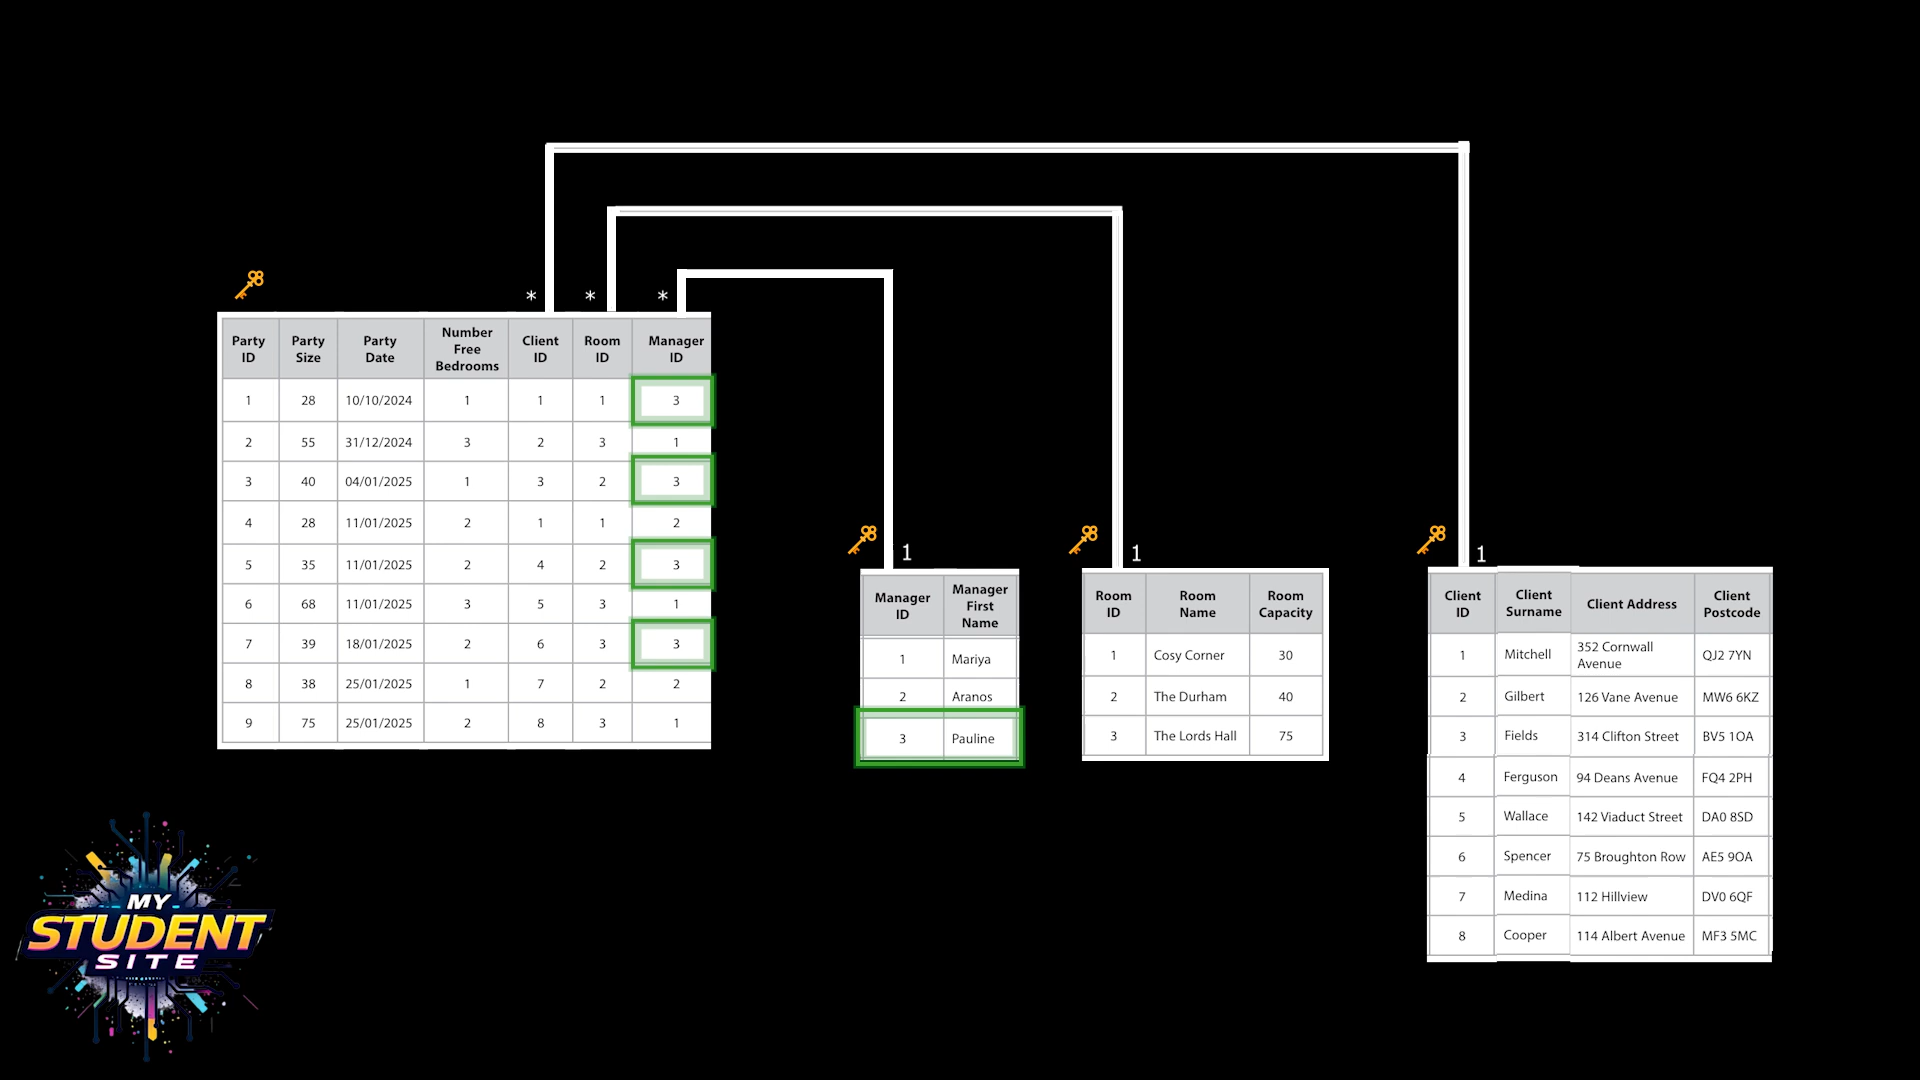 * * *
Party ID | Party Size | Party Date | Number Free Bedrooms | Client ID | Room ID | Manager ID
1 | 28 | 10/10/2024 | 1 | 1 | 1 | 3
2 | 55 | 31/12/2024 | 3 | 2 | 3 | 1
3 | 40 | 04/01/2025 | 1 | 3 | 2 | 3
4 | 28 | 11/01/2025 | 2 | 1 | 1 | 2
5 | 35 | 11/01/2025 | 2 | 4 | 2 | 3
6 | 68 | 11/01/2025 | 3 | 5 | 3 | 1
7 | 39 | 18/01/2025 | 2 | 6 | 3 | 3
8 | 38 | 25/01/2025 | 1 | 7 | 2 | 2
9 | 75 | 25/01/2025 | 2 | 8 | 3 | 1
1
Manager ID | Manager First Name
1 | Mariya
2 | Aranos
3 | Pauline
1
Room ID | Room Name | Room Capacity
1 | Cosy Corner | 30
2 | The Durham | 40
3 | The Lords Hall | 75
1
Client ID | Client Surname | Client Address | Client Postcode
1 | Mitchell | 352 Cornwall Avenue | QJ2 7YN
2 | Gilbert | 126 Vane Avenue | MW6 6KZ
3 | Fields | 314 Clifton Street | BV5 1OA
4 | Ferguson | 94 Deans Avenue | FQ4 2PH
5 | Wallace | 142 Viaduct Street | DA0 8SD
6 | Spencer | 75 Broughton Row | AE5 9OA
7 | Medina | 112 Hillview | DV0 6QF
8 | Cooper | 114 Albert Avenue | MF3 5MC
MY
STUDENT
SITE